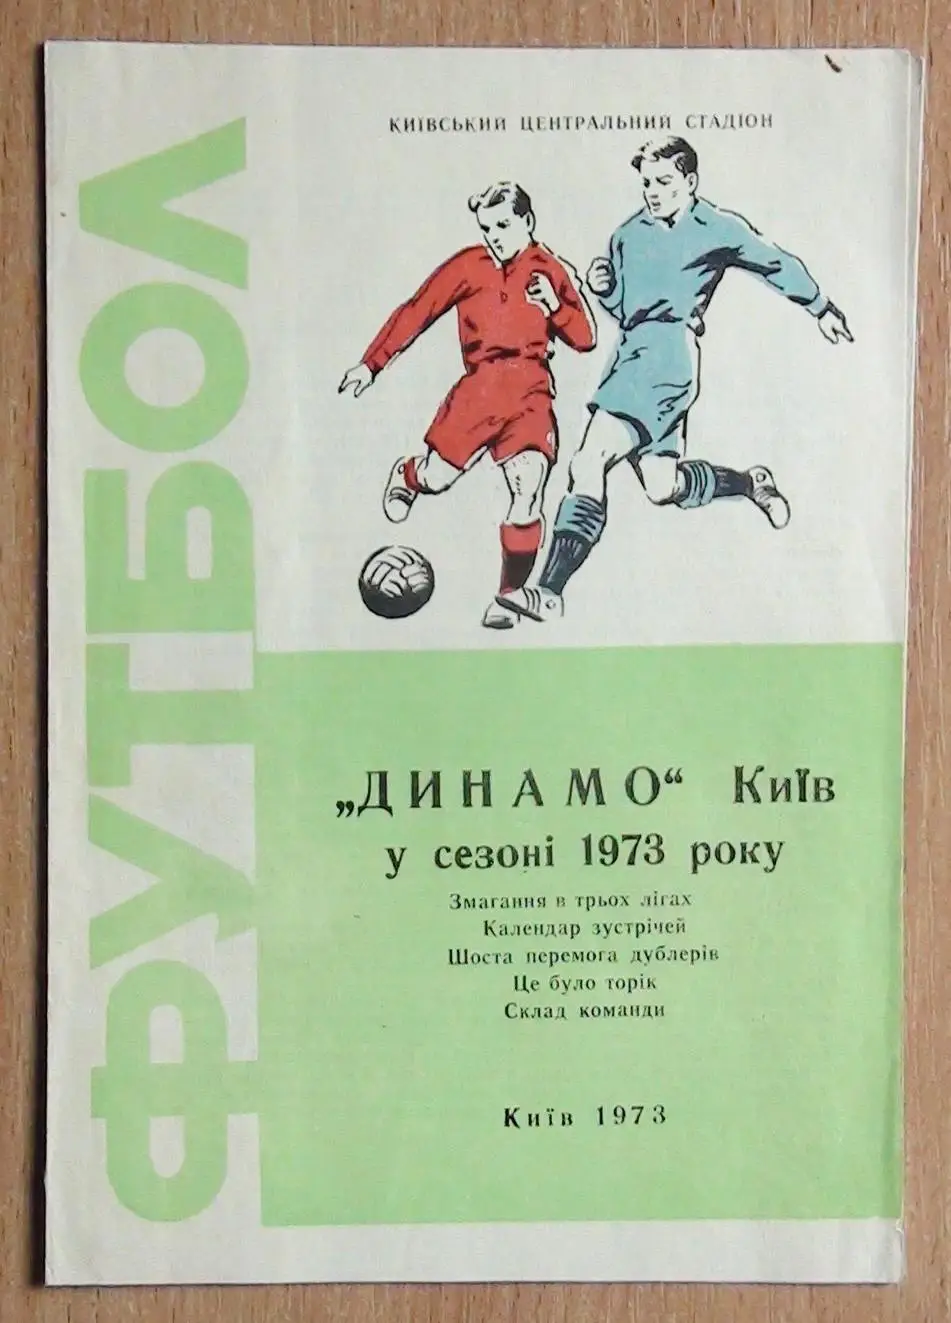 ФУТБОЛ
КИЇВСЬКИЙ ЦЕНТРАЛЬНИЙ СТАДІОН
„ДИНАМО“ Київ
у сезоні 1973 року
Змагання в трьох лігах
Календар зустрічей
Шоста перемога дублерів
Це було торік
Склад команди
Київ 1973